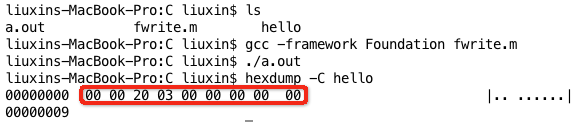 liuxins-MacBook-Pro:C liuxin$ ls
a.out fwrite.m hello
liuxins-MacBook-Pro:C liuxin$ gcc -framework Foundation fwrite.m
liuxins-MacBook-Pro:C liuxin$ ./a.out
liuxins-MacBook-Pro:C liuxin$ hexdump -C hello
00000000 00 00 20 03 00 00 00 00 00 |.. ......|
00000009